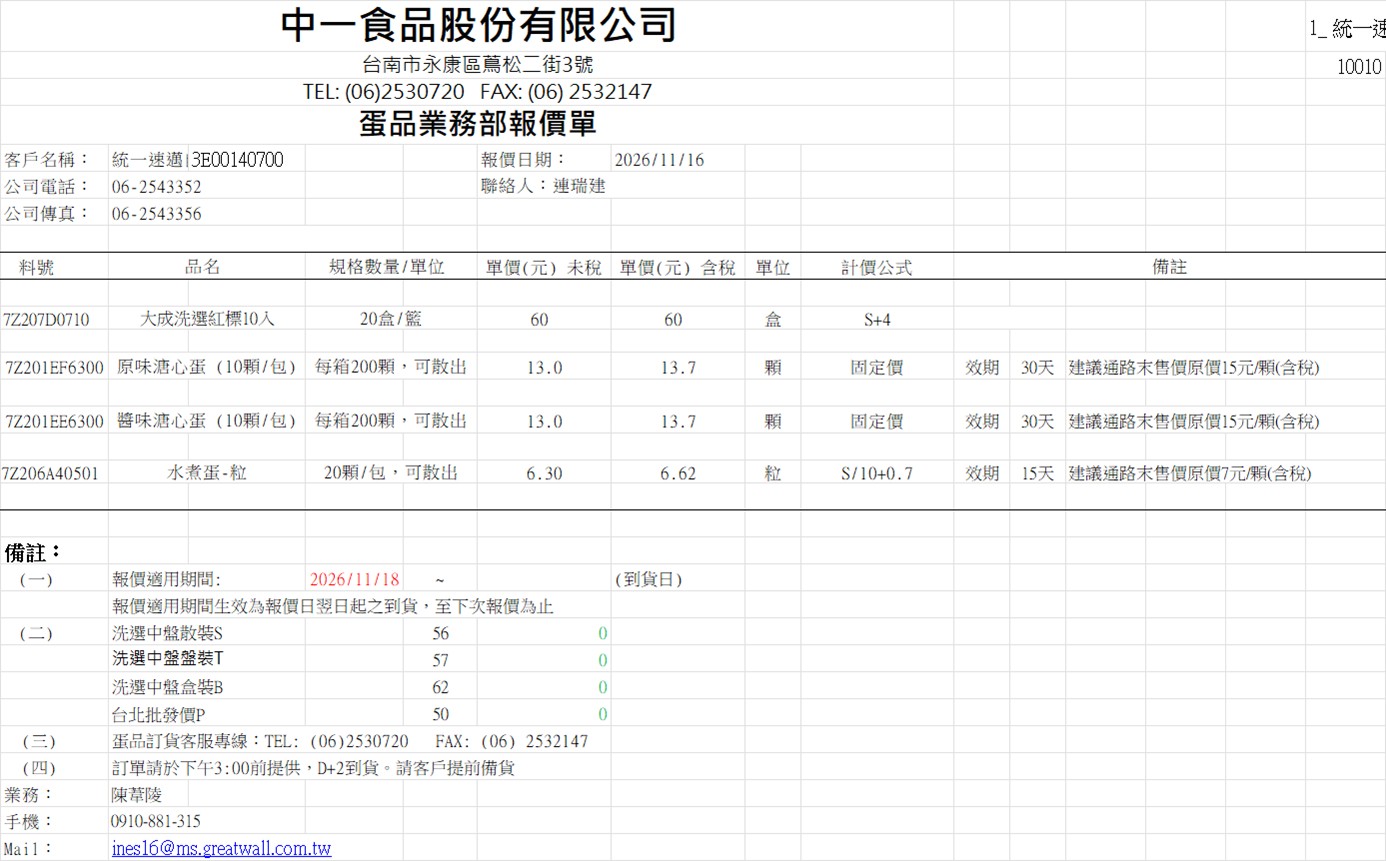 中一食品股份有限公司 1_ 統一速
台南市永康區蔦松二街3號 10010
TEL: (06)2530720 FAX: (06) 2532147
蛋品業務部報價單
客戶名稱： 統一速邁 3E00140700 報價日期： 2026/11/16
公司電話： 06-2543352 聯絡人：連瑞建
公司傳真： 06-2543356
料號 品名 規格數量/單位 單價(元) 未稅 單價(元) 含稅 單位 計價公式 備註
7Z207D0710 大成洗選紅標10入 20盒/籃 60 60 盒 S+4
7Z201EF6300 原味溏心蛋 (10顆/包) 每箱200顆，可散出 13.0 13.7 顆 固定價 效期 30天 建議通路末售價原價15元/顆(含稅)
7Z201EE6300 醬味溏心蛋 (10顆/包) 每箱200顆，可散出 13.0 13.7 顆 固定價 效期 30天 建議通路末售價原價15元/顆(含稅)
7Z206A40501 水煮蛋-粒 20顆/包，可散出 6.30 6.62 粒 S/10+0.7 效期 15天 建議通路末售價原價7元/顆(含稅)
備註：
(一) 報價適用期間: 2026/11/18 ~ (到貨日)
報價適用期間生效為報價日翌日起之到貨，至下次報價為止
(二) 洗選中盤散裝S 56 0
洗選中盤盤裝T 57 0
洗選中盤盒裝B 62 0
台北批發價P 50 0
(三) 蛋品訂貨客服專線：TEL: (06)2530720 FAX: (06) 2532147
(四) 訂單請於下午3:00前提供，D+2到貨。請客戶提前備貨
業務： 陳葦陵
手機： 0910-881-315
Mail： ines16@ms.greatwall.com.tw